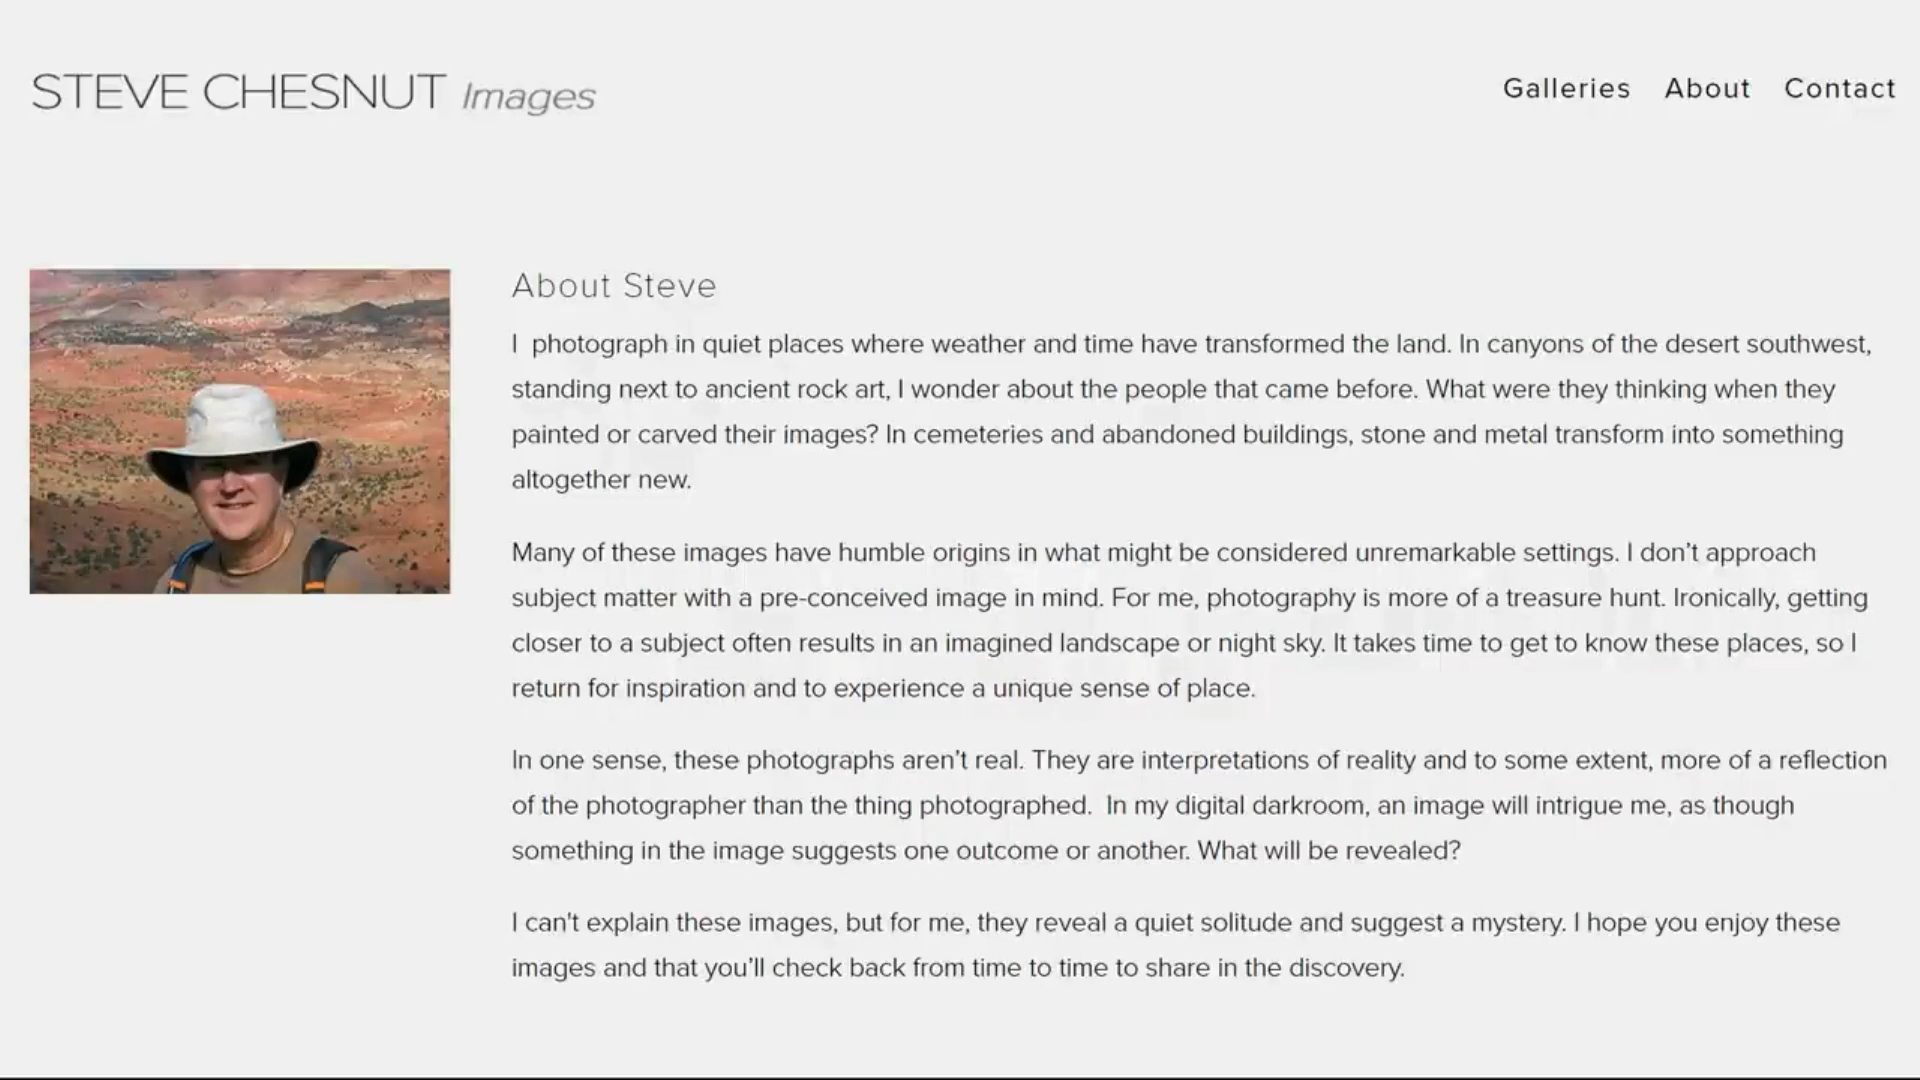 STEVE CHESNUT Images
Galleries About Contact
About Steve
I  photograph in quiet places where weather and time have transformed the land. In canyons of the desert southwest,
standing next to ancient rock art, I wonder about the people that came before. What were they thinking when they
painted or carved their images? In cemeteries and abandoned buildings, stone and metal transform into something
altogether new.
Many of these images have humble origins in what might be considered unremarkable settings. I don’t approach
subject matter with a pre-conceived image in mind. For me, photography is more of a treasure hunt. Ironically, getting
closer to a subject often results in an imagined landscape or night sky. It takes time to get to know these places, so I
return for inspiration and to experience a unique sense of place.
In one sense, these photographs aren’t real. They are interpretations of reality and to some extent, more of a reflection
of the photographer than the thing photographed.  In my digital darkroom, an image will intrigue me, as though
something in the image suggests one outcome or another. What will be revealed?
I can't explain these images, but for me, they reveal a quiet solitude and suggest a mystery. I hope you enjoy these
images and that you’ll check back from time to time to share in the discovery.